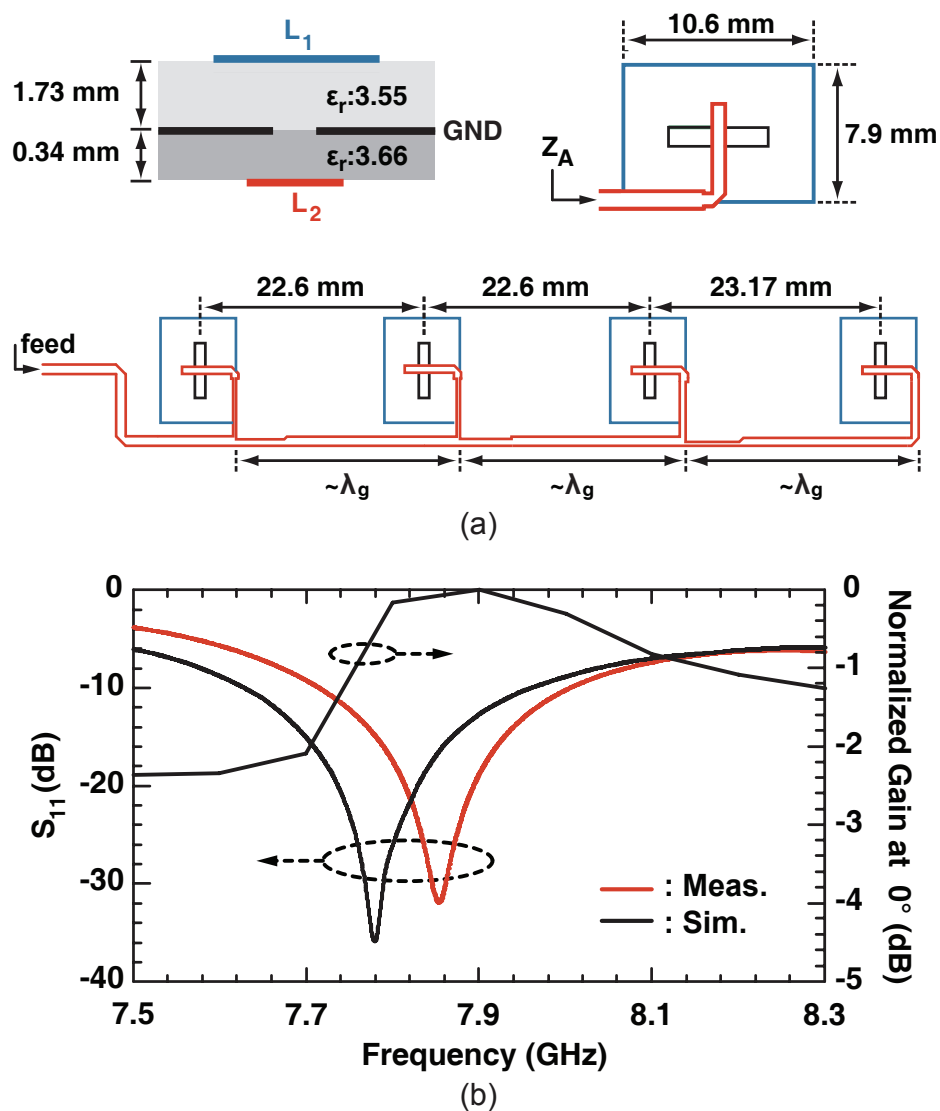 L1
1.73 mm
εr:3.55
GND
0.34 mm
εr:3.66
L2
10.6 mm
7.9 mm
ZA
22.6 mm
22.6 mm
23.17 mm
feed
~λg
~λg
~λg
(a)
S11 (dB)
0
-10
-20
-30
-40
Normalized Gain at 0° (dB)
0
-1
-2
-3
-4
-5
: Meas.
: Sim.
7.5
7.7
7.9
8.1
8.3
Frequency (GHz)
(b)